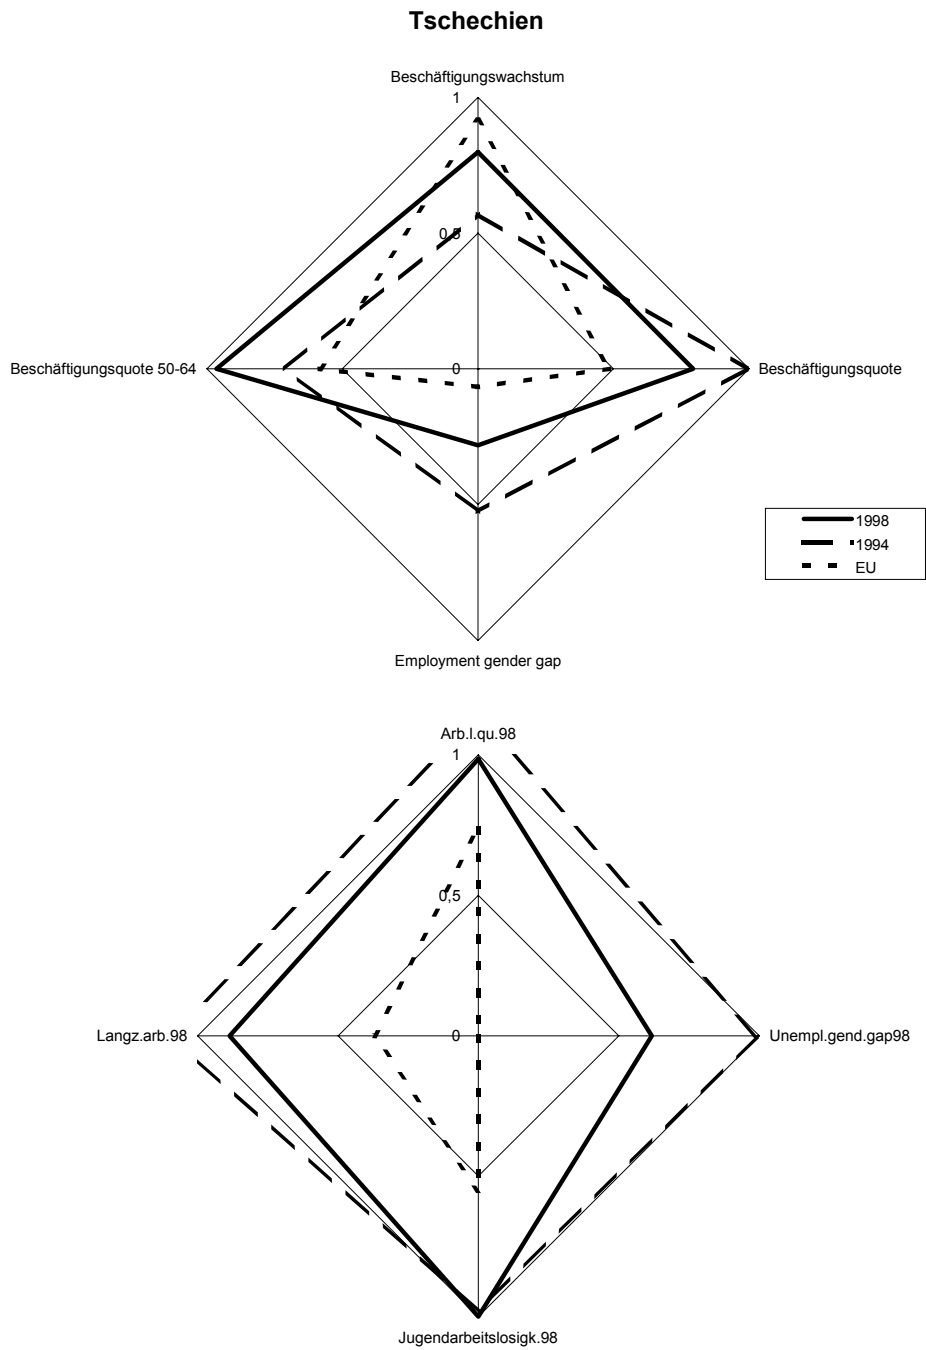 Tschechien
Beschäftigungswachstum
1
0,5
Beschäftigungsquote 50-64
0
Beschäftigungsquote
1998
1994
EU
Employment gender gap
Arb.l.qu.98
1
0,5
Langz.arb.98
0
Unempl.gend.gap98
Jugendarbeitslosigk.98